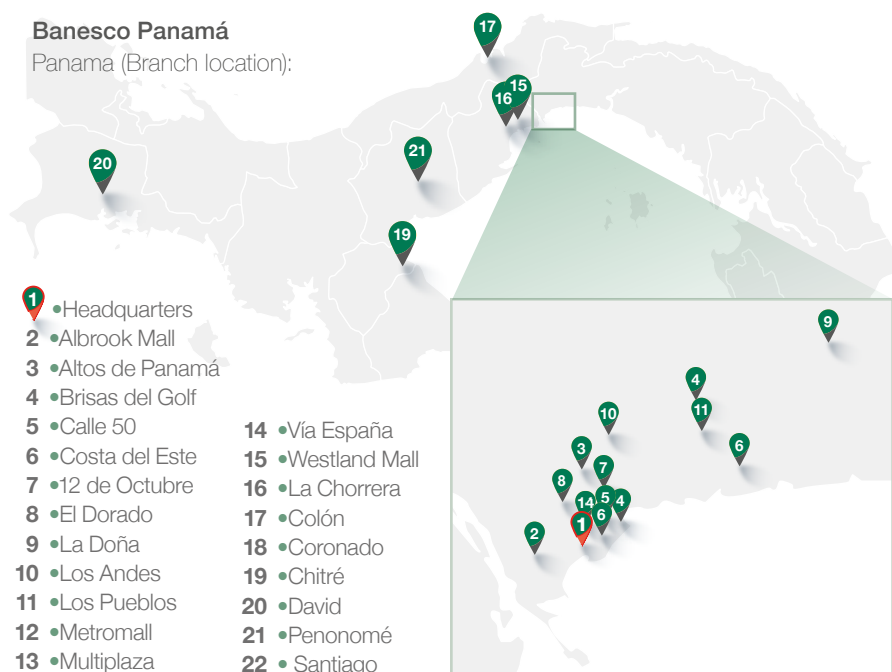 Banesco Panamá
Panama (Branch location):
17
15
16
21
20
19
1 •Headquarters
2 •Albrook Mall
3 •Altos de Panamá
4 •Brisas del Golf
5 •Calle 50
6 •Costa del Este
7 •12 de Octubre
8 •El Dorado
9 •La Doña
10 •Los Andes
11 •Los Pueblos
12 •Metromall
13 •Multiplaza
14 •Vía España
15 •Westland Mall
16 •La Chorrera
17 •Colón
18 •Coronado
19 •Chitré
20 •David
21 •Penonomé
22 • Santiago
9
4
11
10
6
3
7
8
14
5
4
6
1
2